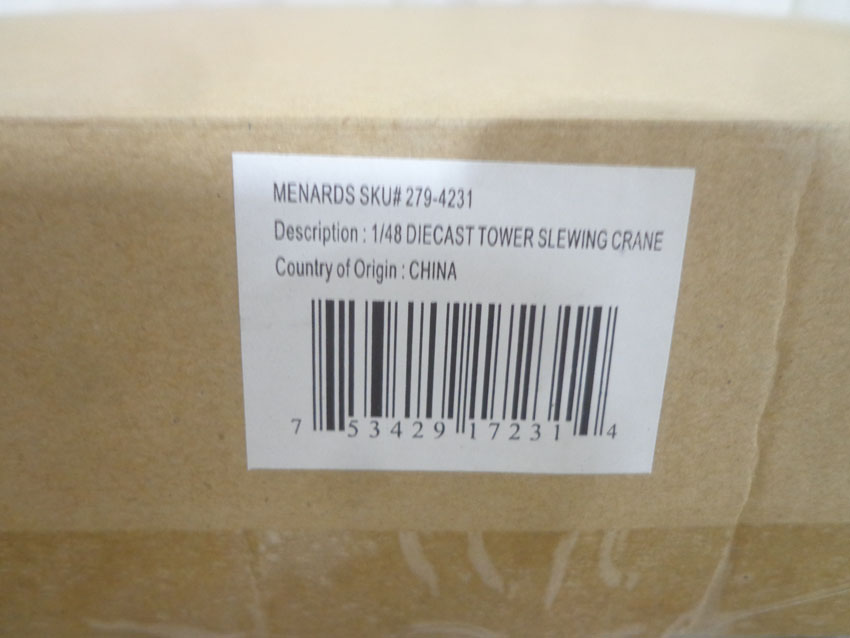 MENARDS SKU# 279-4231
Description : 1/48 DIECAST TOWER SLEWING CRANE
Country of Origin : CHINA
7 53429 17231 4